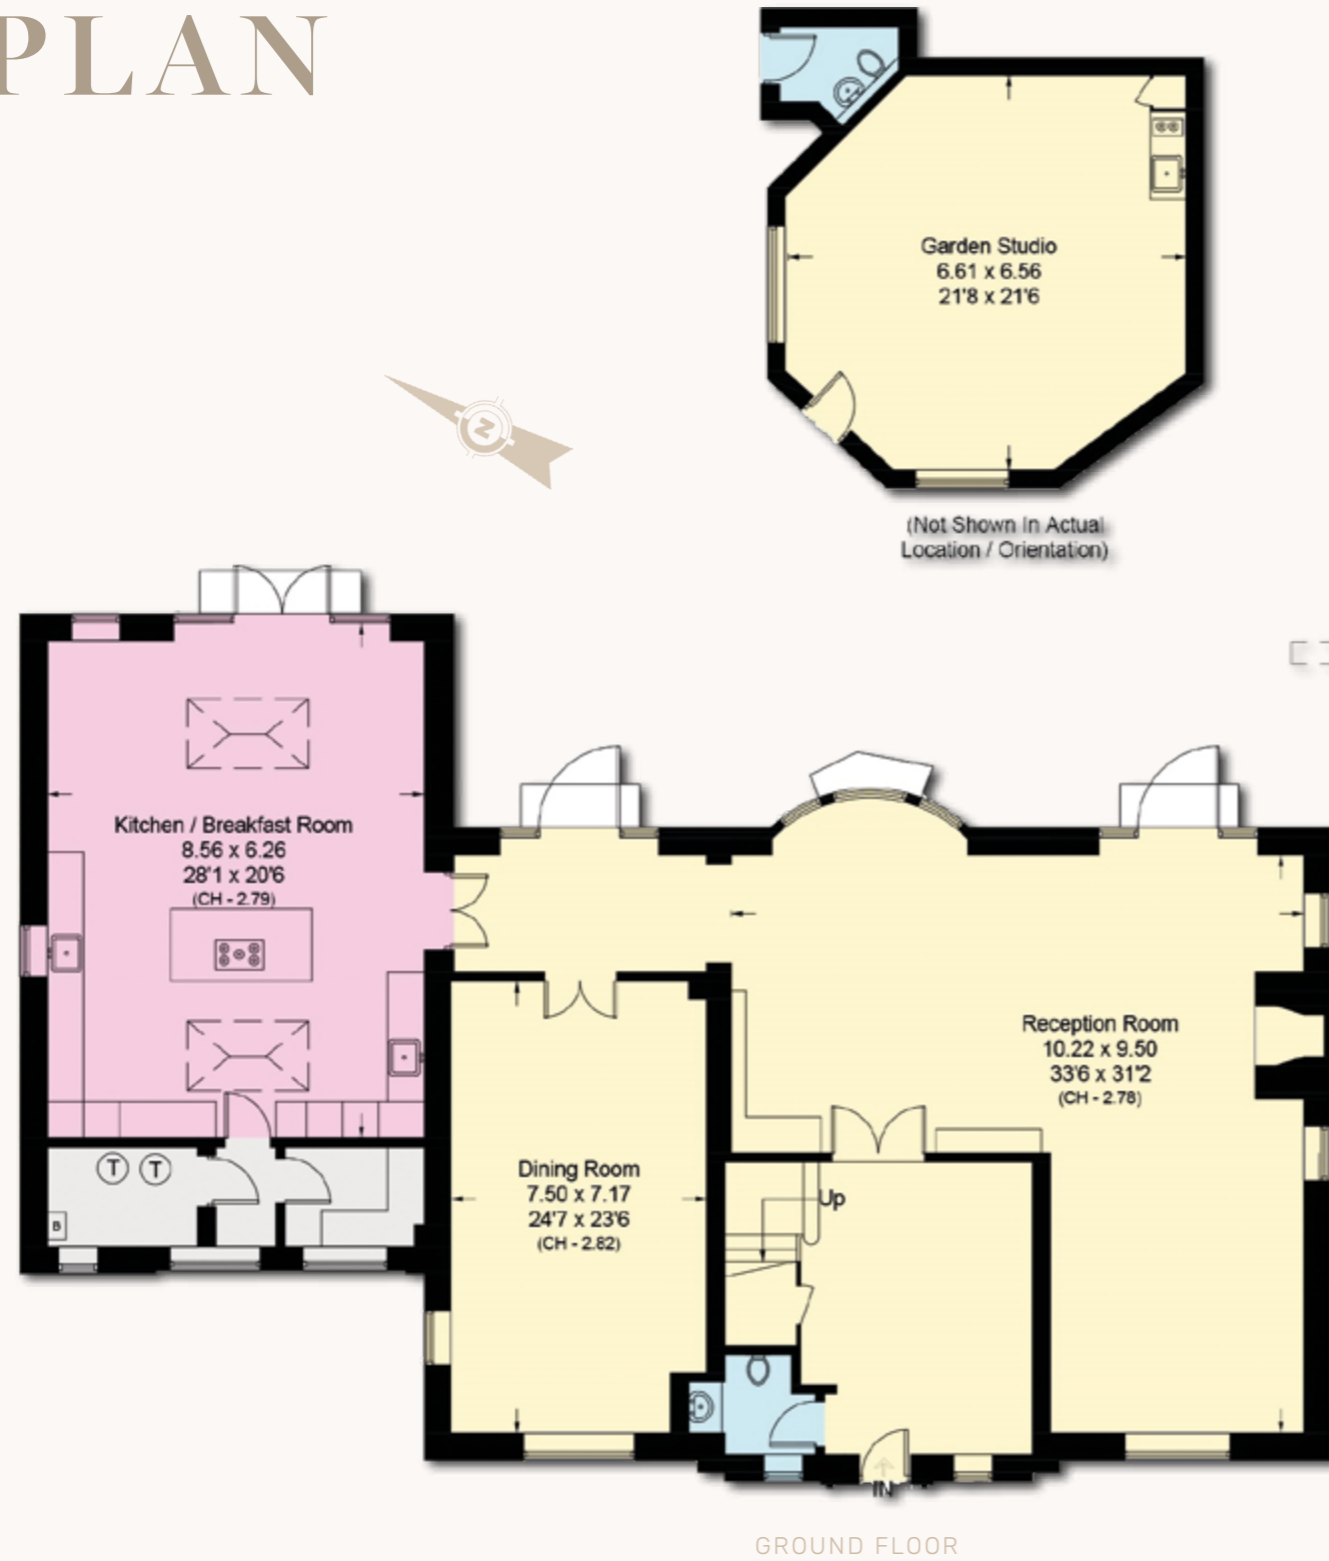 PLAN
Garden Studio
6.61 x 6.56
21'8 x 21'6
N
(Not Shown In Actual
Location / Orientation)
Kitchen / Breakfast Room
8.56 x 6.26
28'1 x 20'6
(CH - 2.79)
Reception Room
10.22 x 9.50
33'6 x 31'2
(CH - 2.78)
T T
B
Dining Room
7.50 x 7.17
24'7 x 23'6
(CH - 2.82)
Up
IN
GROUND FLOOR